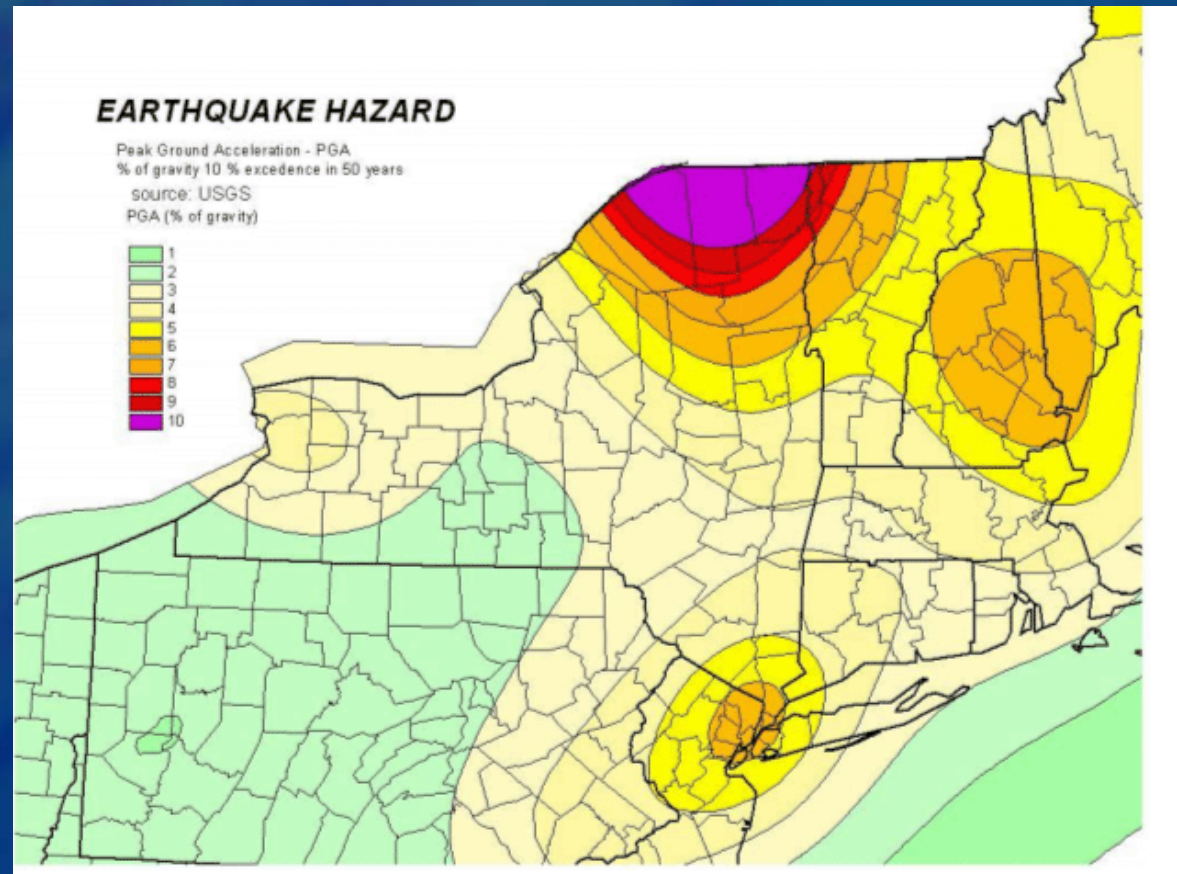 EARTHQUAKE HAZARD
Peak Ground Acceleration - PGA
% of gravity 10 % excedence in 50 years
source: USGS
PGA (% of gravity)
1
2
3
4
5
6
7
8
9
10